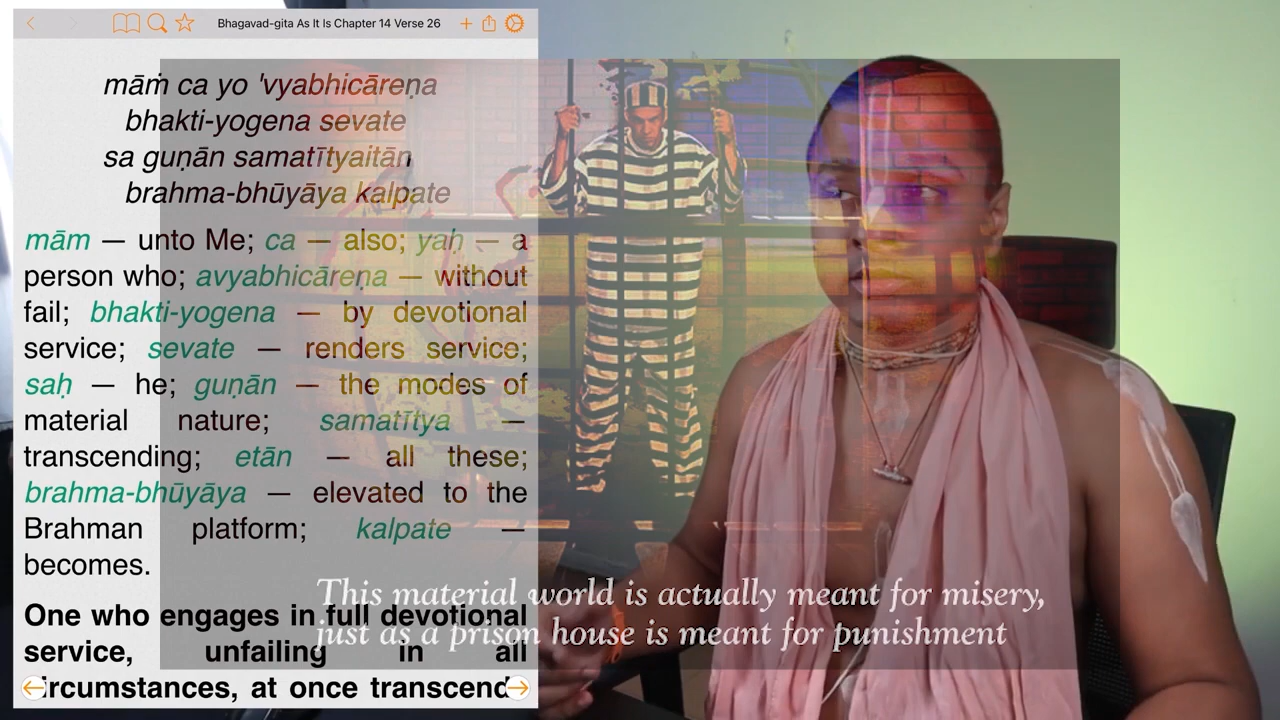 Bhagavad-gita As It Is Chapter 14 Verse 26
māṁ ca yo 'vyabhicāreṇa
bhakti-yogena sevate
sa guṇān samatītyaitān
brahma-bhūyāya kalpate
mām — unto Me; ca — also; yaḥ — a
person who; avyabhicāreṇa — without
fail; bhakti-yogena — by devotional
service; sevate — renders service;
saḥ — he; guṇān — the modes of
material nature; samatītya —
transcending; etān — all these;
brahma-bhūyāya — elevated to the
Brahman platform; kalpate —
becomes.
One who engages in full devotional
service, unfailing in all
ircumstances, at once transcend
This material world is actually meant for misery,
just as a prison house is meant for punishment